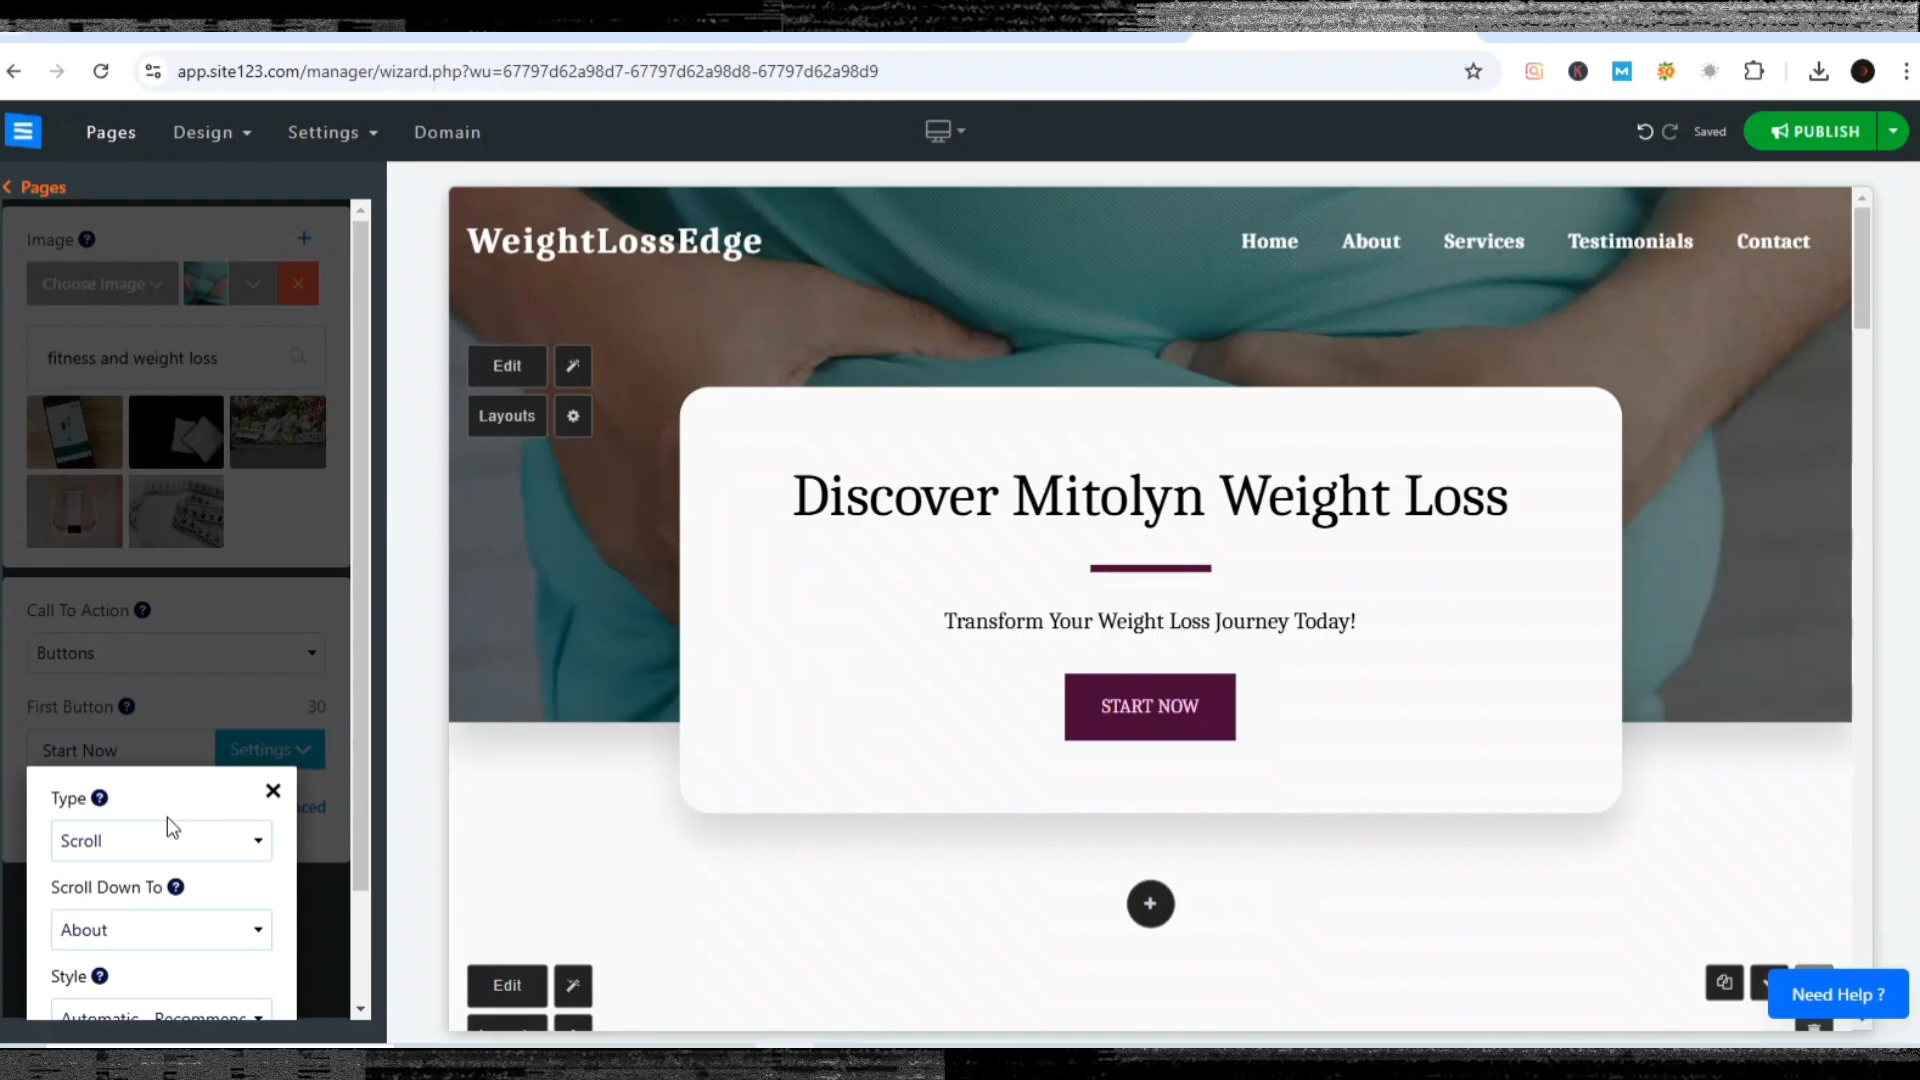 app.site123.com/manager/wizard.php?wu=67797d62a98d7-67797d62a98d8-67797d62a98d9
Pages
Design
Settings
Domain
Saved
PUBLISH
Pages
Image
Choose Image
fitness and weight loss
Call To Action
Buttons
First Button
30
Start Now
Settings
Type
Scroll
Scroll Down To
About
Style
WeightLossEdge
Home
About
Services
Testimonials
Contact
Edit
Layouts
Discover Mitolyn Weight Loss
Transform Your Weight Loss Journey Today!
START NOW
Edit
Need Help ?